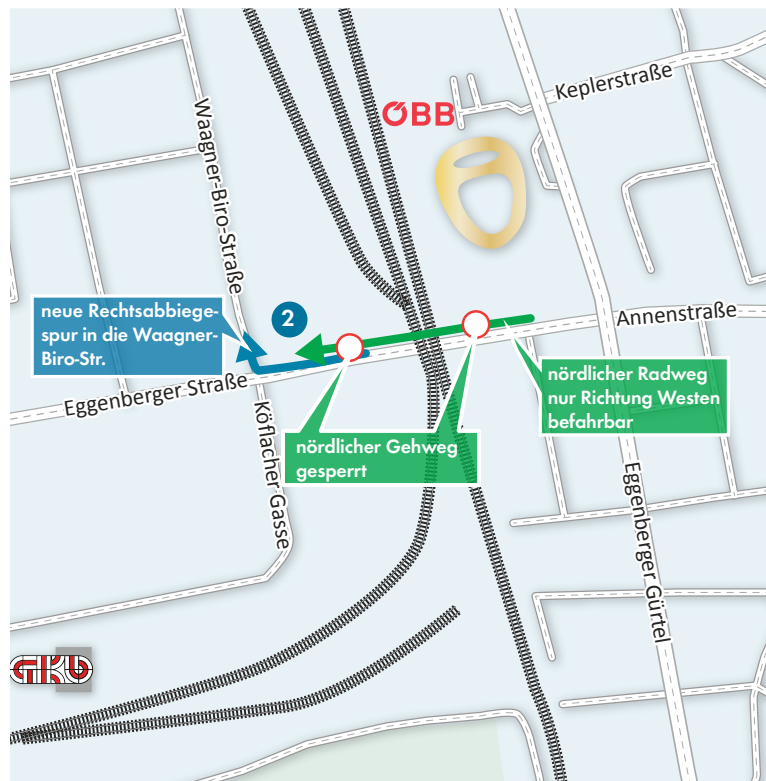 Keplerstraße
ÖBB
Waagner-Biro-Straße
neue Rechtsabbiege-
spur in die Waagner-
Biro-Str.
2
Annenstraße
Eggenberger Straße
nördlicher Radweg
nur Richtung Westen
befahrbar
nördlicher Gehweg
gesperrt
Köflacher Gasse
Eggenberger Gürtel
GKB